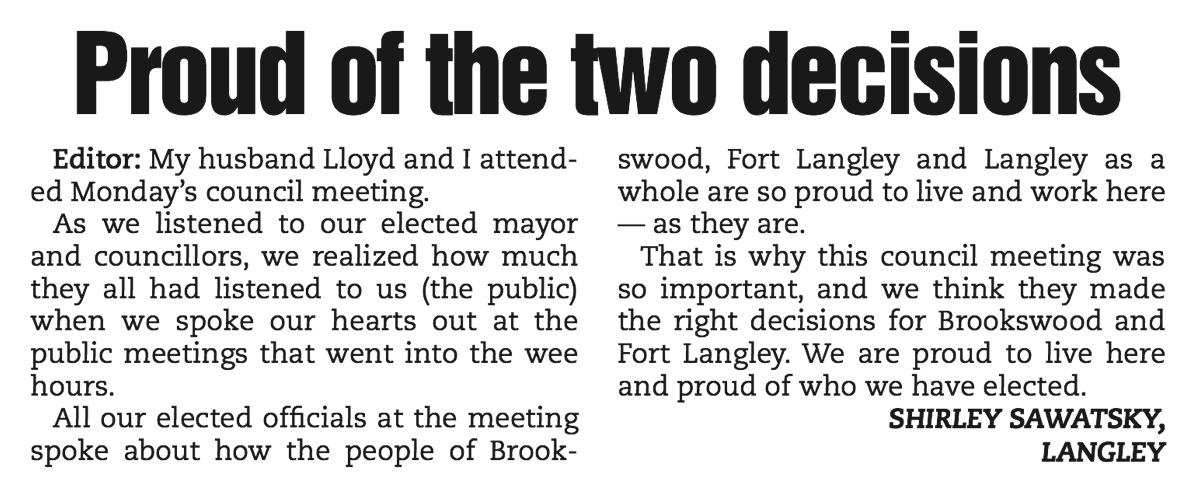 Proud of the two decisions
Editor: My husband Lloyd and I attend-
ed Monday's council meeting.
As we listened to our elected mayor
and councillors, we realized how much
they all had listened to us (the public)
when we spoke our hearts out at the
public meetings that went into the wee
hours.
All our elected officials at the meeting
spoke about how the people of Brook-
swood, Fort Langley and Langley as a
whole are so proud to live and work here
— as they are.
That is why this council meeting was
so important, and we think they made
the right decisions for Brookswood and
Fort Langley. We are proud to live here
and proud of who we have elected.
SHIRLEY SAWATSKY,
LANGLEY